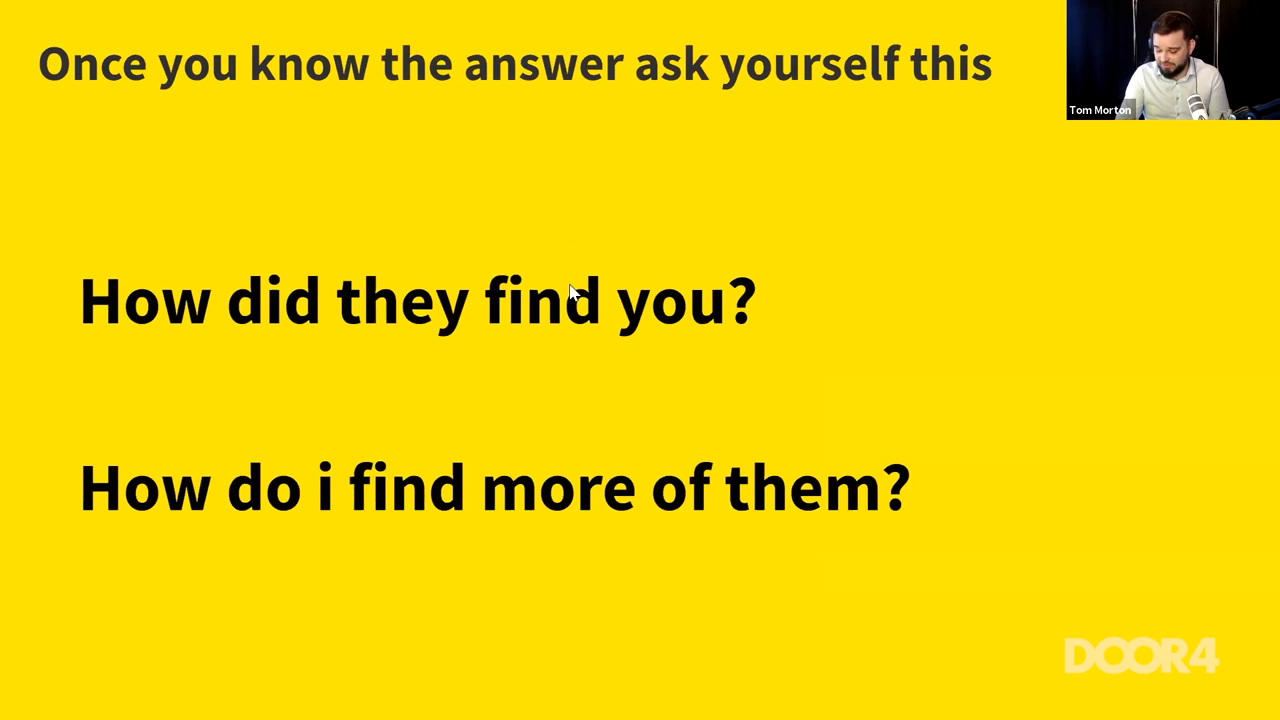 Once you know the answer ask yourself this
Tom Morton
How did they find you?
How do i find more of them?
DOOR4